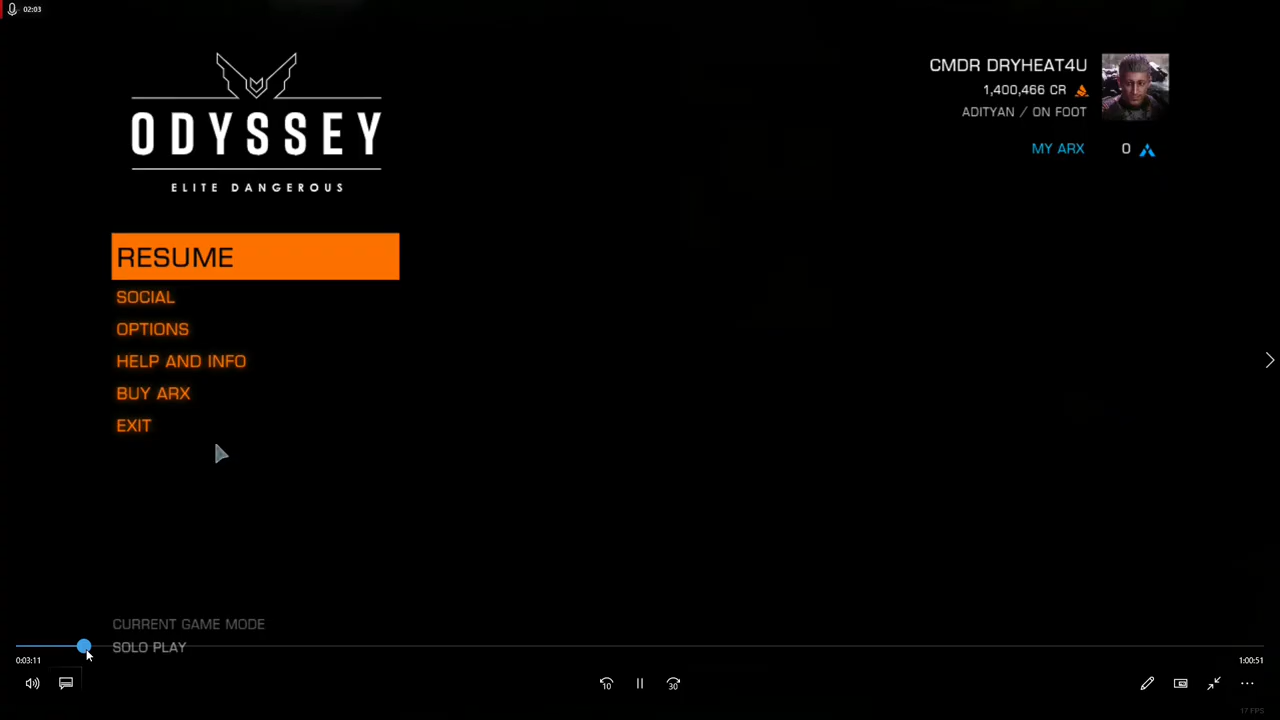 02:03
ODYSSEY
ELITE DANGEROUS
CMDR DRYHEAT4U
1,400,466 CR
ADITYAN / ON FOOT
MY ARX 0
RESUME
SOCIAL
OPTIONS
HELP AND INFO
BUY ARX
EXIT
CURRENT GAME MODE
SOLO PLAY
0:03:11
1:00:51
10
30
17 FPS